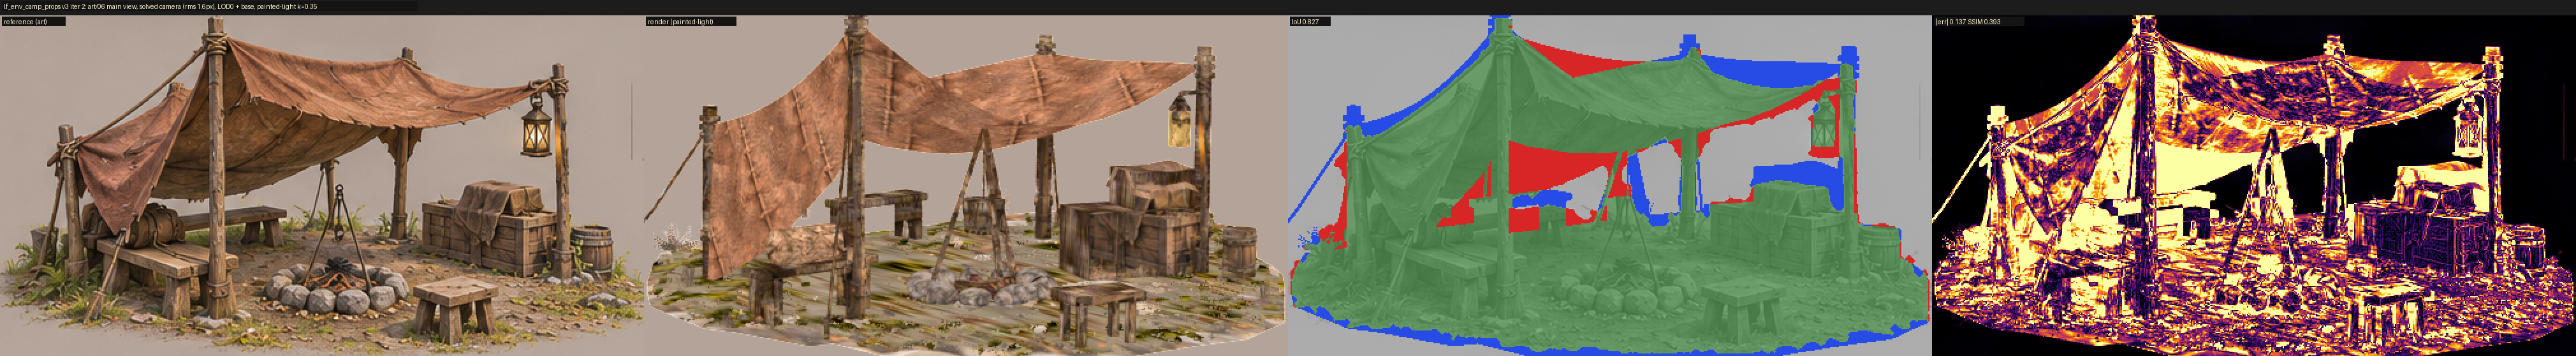 lf_env_camp_props v3 iter 2: art/06 main view, solved camera (rms 1.6px), LOD0 + base, painted-light k=0.35
reference (art)
render (painted-light)
IoU 0.827
|err| 0.137 SSIM 0.393